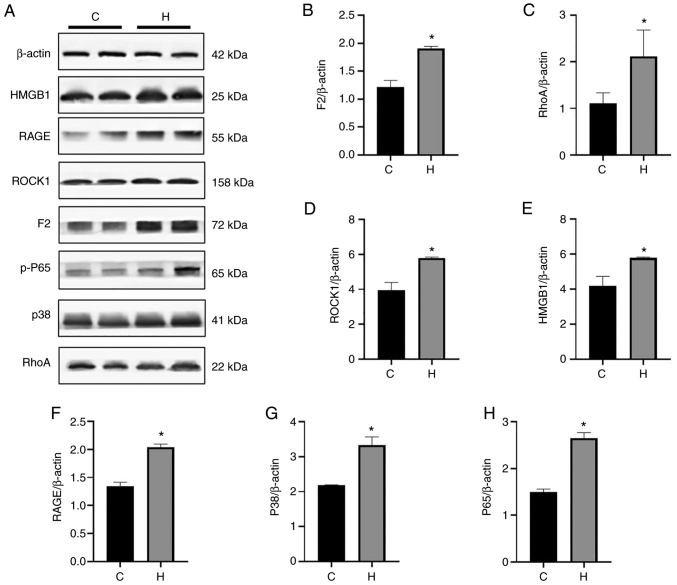 A
C H
β-actin 42 kDa
HMGB1 25 kDa
RAGE 55 kDa
ROCK1 158 kDa
F2 72 kDa
p-P65 65 kDa
p38 41 kDa
RhoA 22 kDa
B
F2/β-actin
2.5
2.0
1.5
1.0
0.5
0.0
*
C H
C
RhoA/β-actin
3
2
1
0
*
C H
D
ROCK1/β-actin
8
6
4
2
0
*
C H
E
HMGB1/β-actin
8
6
4
2
0
*
C H
F
RAGE/β-actin
2.5
2.0
1.5
1.0
0.5
0.0
*
C H
G
P38/β-actin
4
3
2
1
0
*
C H
H
P65/β-actin
3
2
1
0
*
C H